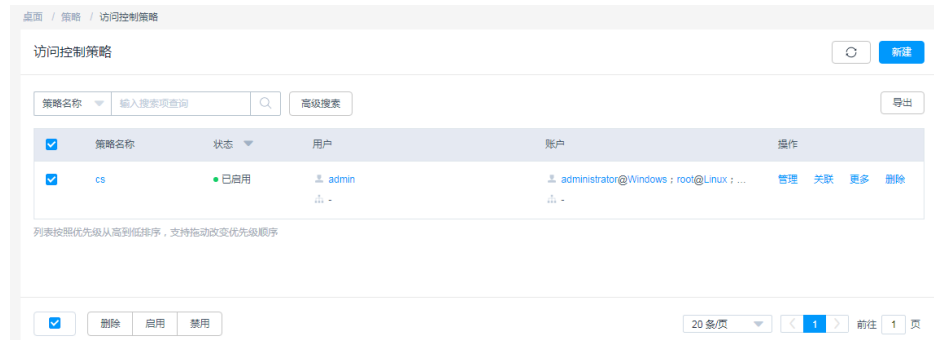 桌面 / 策略 / 访问控制策略
访问控制策略
新建
策略名称 输入搜索项查询 高级搜索 导出
策略名称 状态 用户 账户 操作
cs 已启用 admin administrator@Windows；root@Linux；... 管理 关联 更多 删除
- -
列表按照优先级从高到低排序，支持拖动改变优先级顺序
删除 启用 禁用 20 条/页 1 前往 1 页